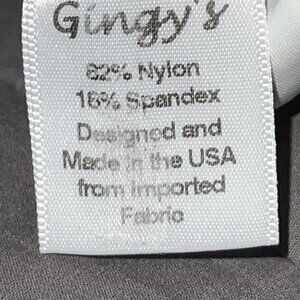 Gingy's
82% Nylon
18% Spandex
Designed and
Made in the USA
from Imported
Fabric